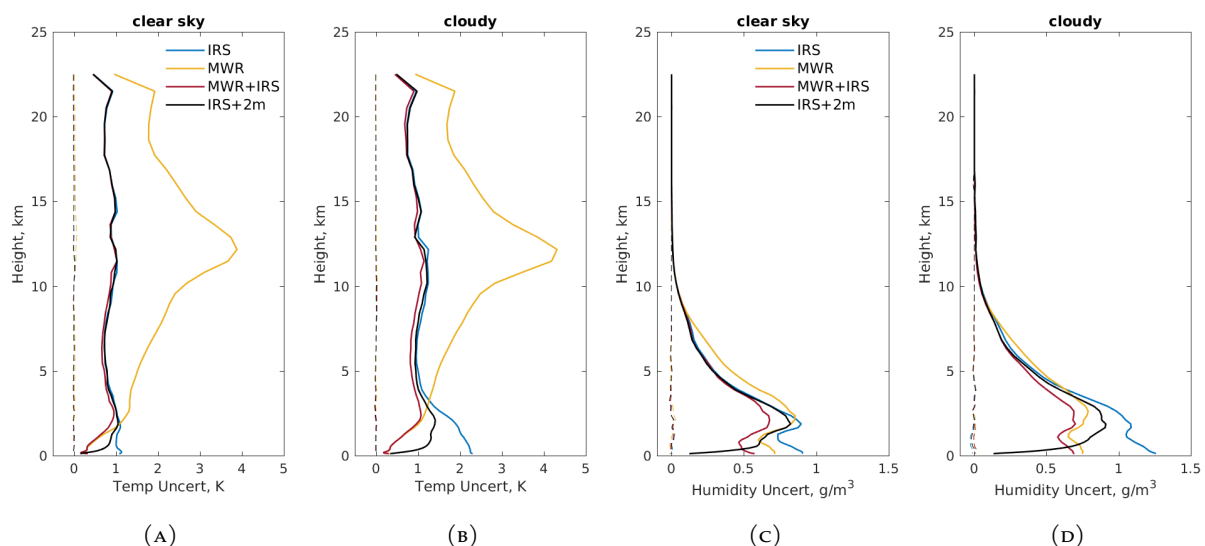 clear sky
cloudy
clear sky
cloudy
25
20
15
10
5
0
Height, km
IRS
MWR
MWR+IRS
IRS+2m
0 1 2 3 4 5
Temp Uncert, K
25
20
15
10
5
0
Height, km
0 1 2 3 4 5
Temp Uncert, K
25
20
15
10
5
0
Height, km
IRS
MWR
MWR+IRS
IRS+2m
0 0.5 1 1.5
Humidity Uncert, g/m³
25
20
15
10
5
0
Height, km
0 0.5 1 1.5
Humidity Uncert, g/m³
(A)
(B)
(C)
(D)